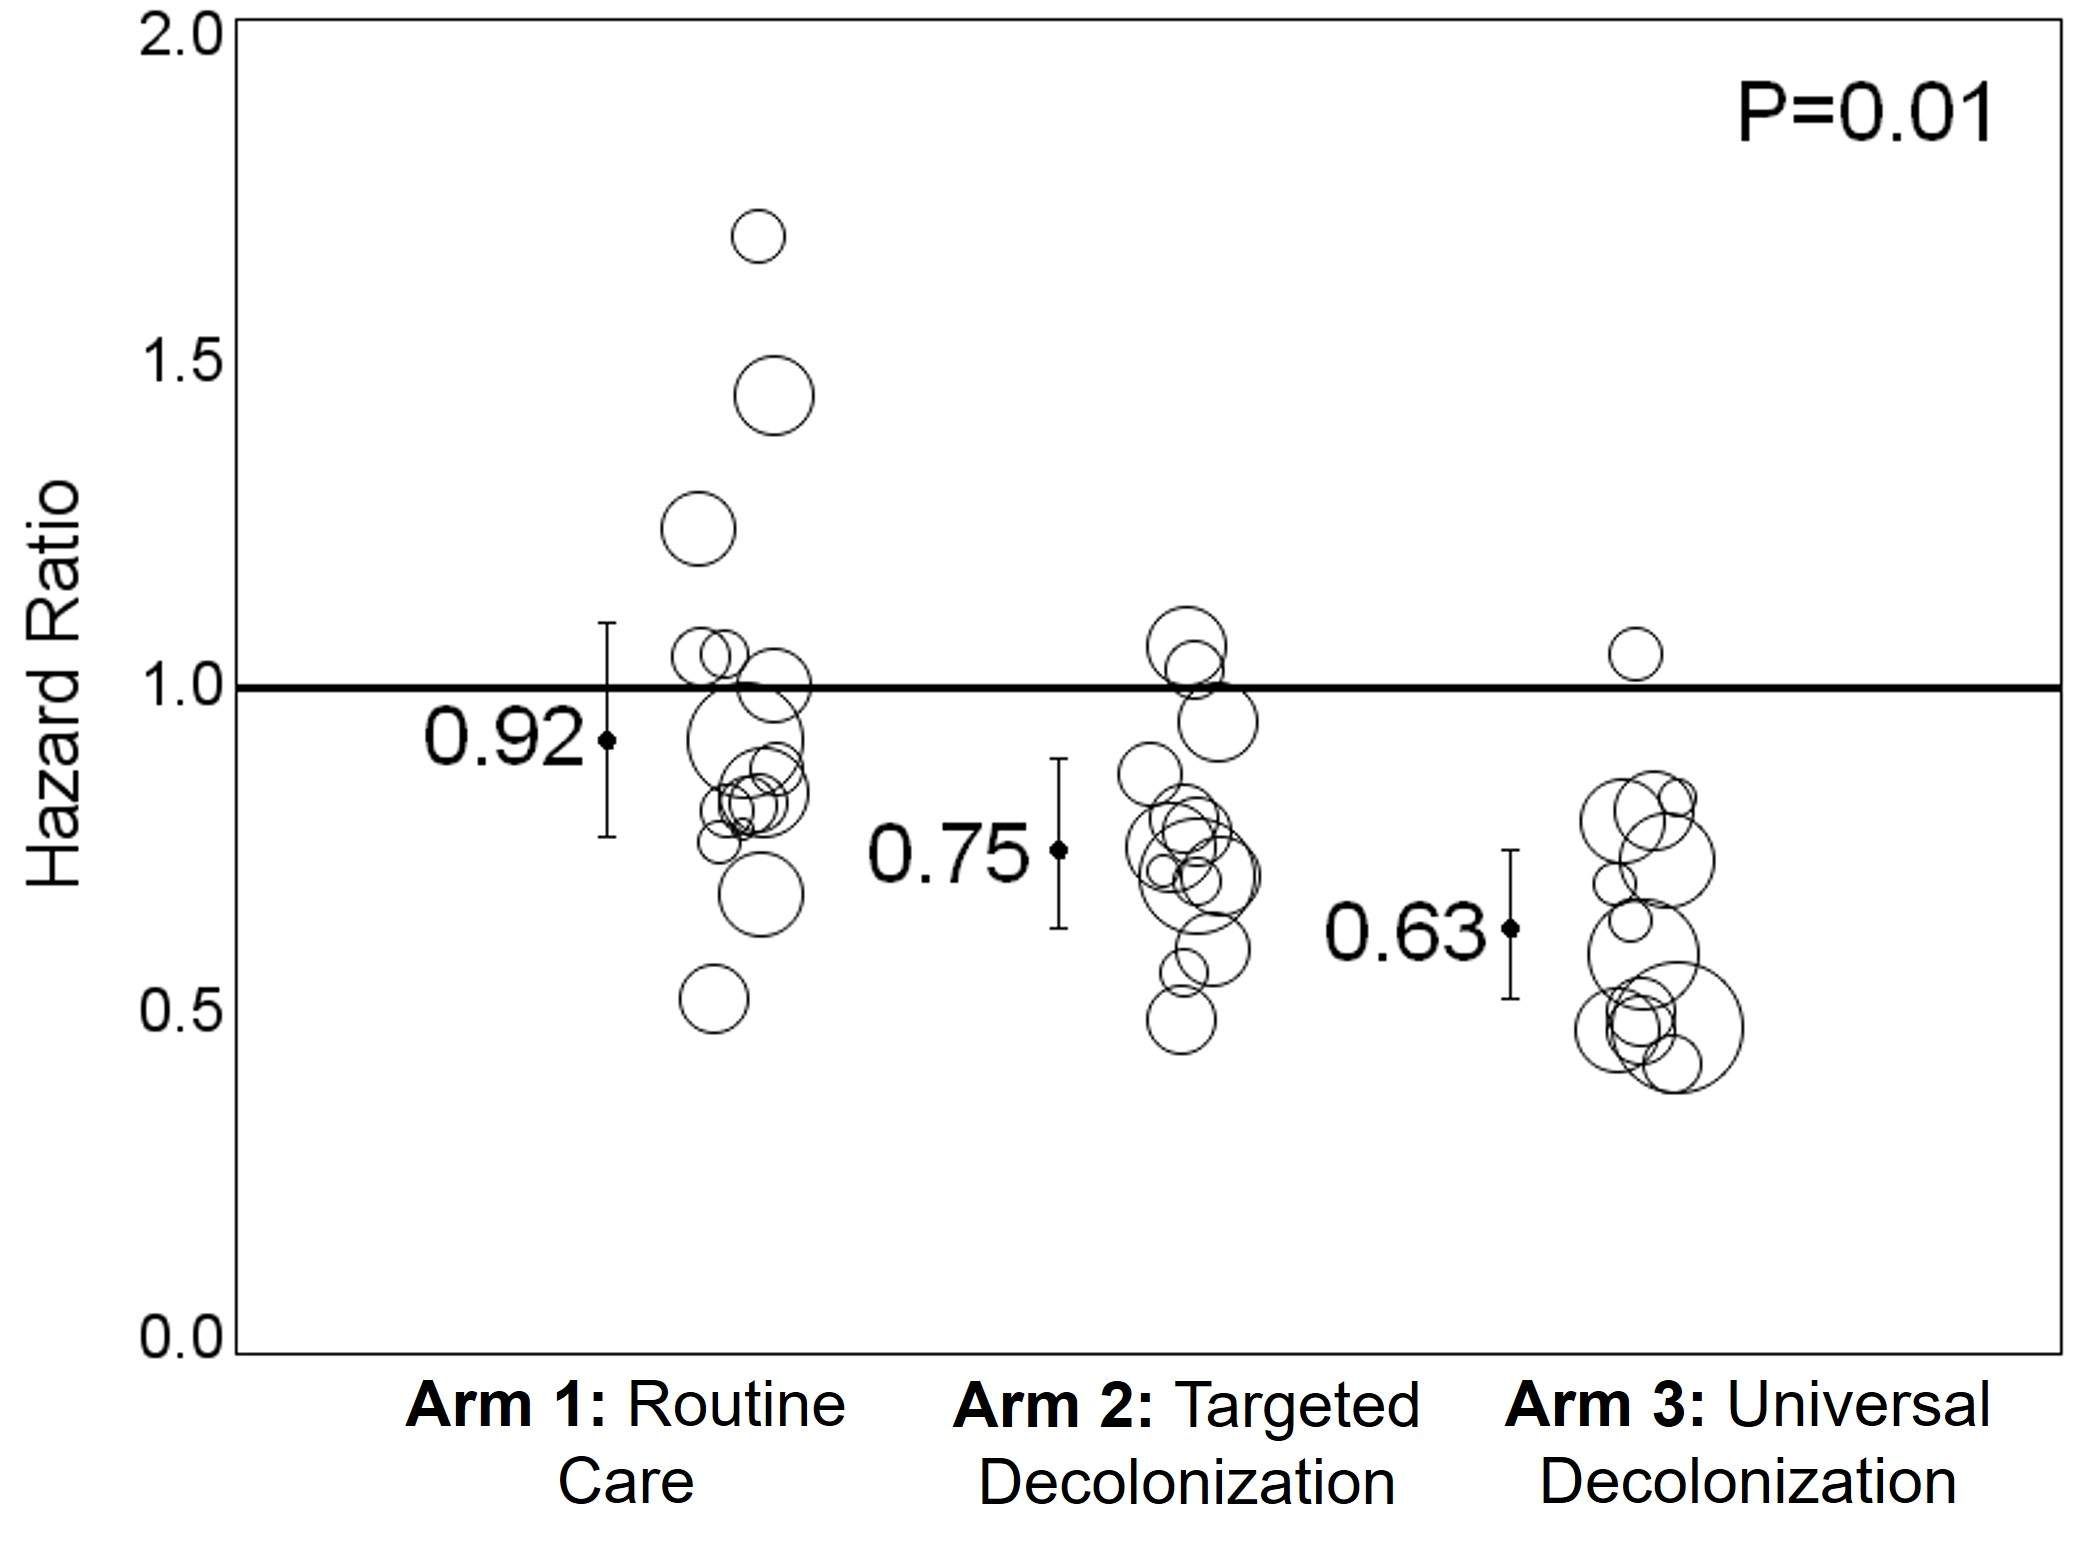 2.0
P=0.01
1.5
Hazard Ratio
1.0
0.92
0.75
0.63
0.5
0.0
Arm 1: Routine
Care
Arm 2: Targeted
Decolonization
Arm 3: Universal
Decolonization